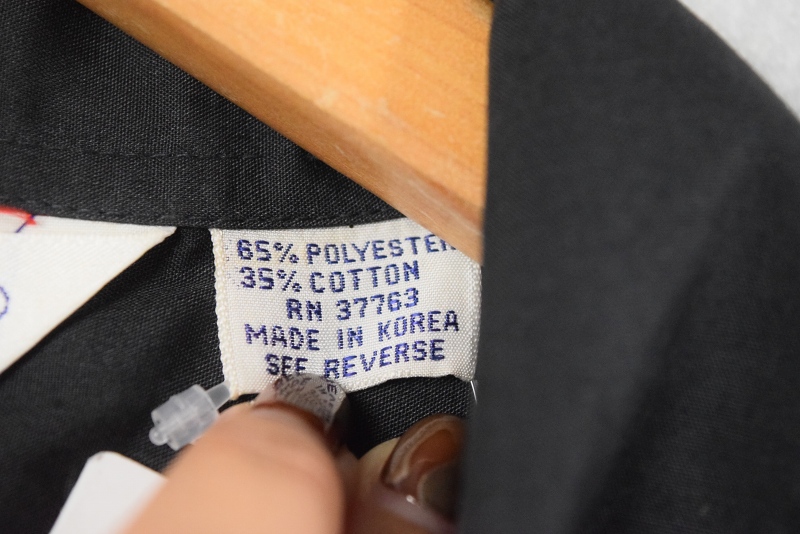 65% POLYESTER
35% COTTON
RN 37763
MADE IN KOREA
SEE REVERSE